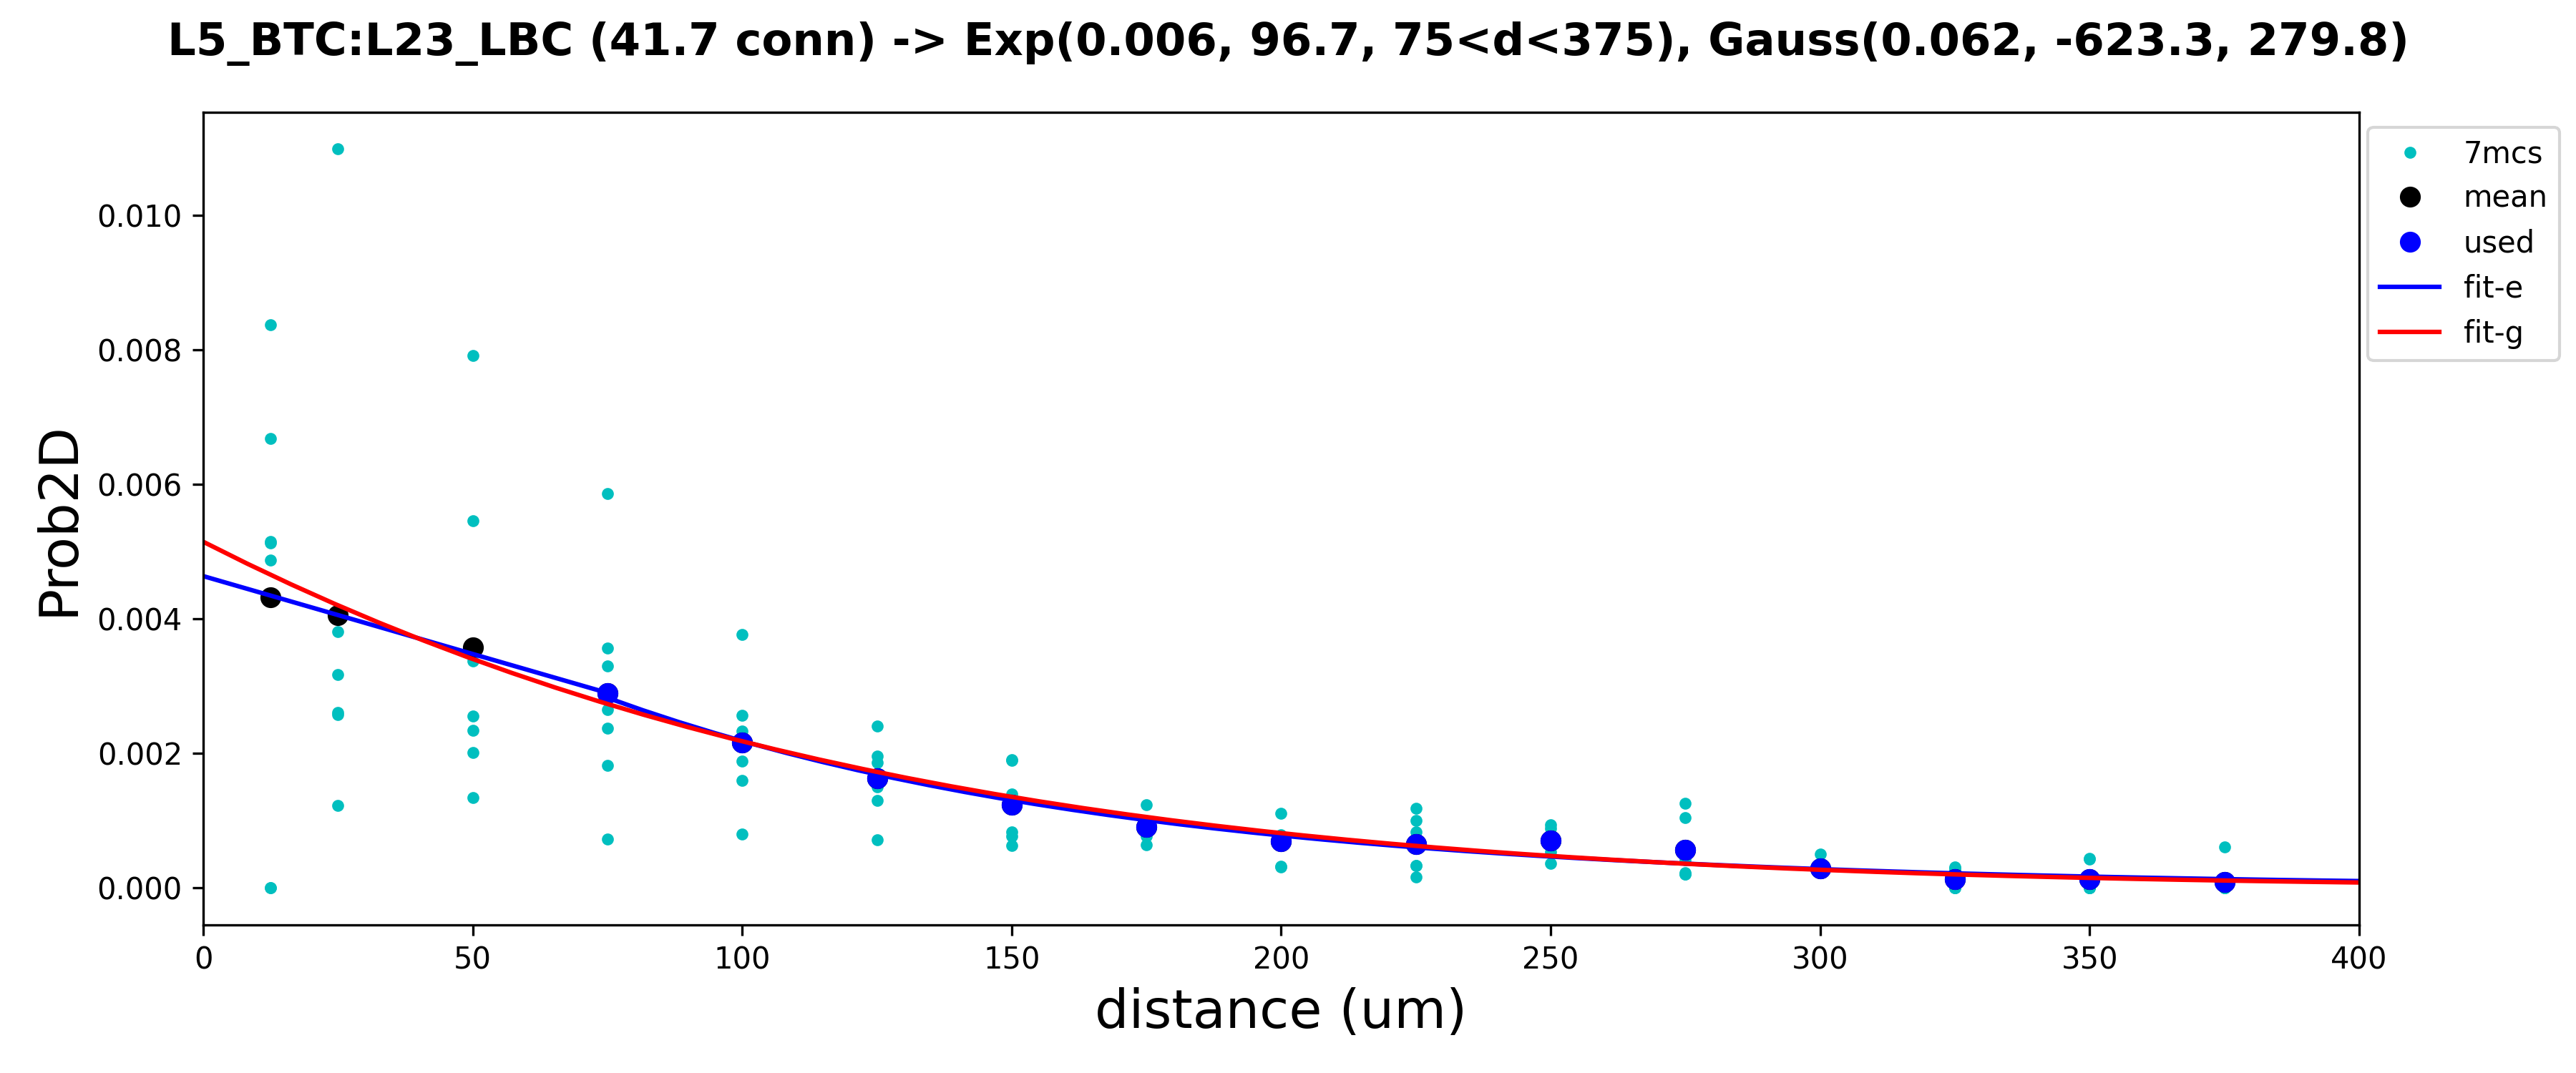 L5_BTC:L23_LBC (41.7 conn) -> Exp(0.006, 96.7, 75<d<375), Gauss(0.062, -623.3, 279.8)
7mcs
mean
used
fit-e
fit-g
Prob2D
0.010
0.008
0.006
0.004
0.002
0.000
0 50 100 150 200 250 300 350 400
distance (um)